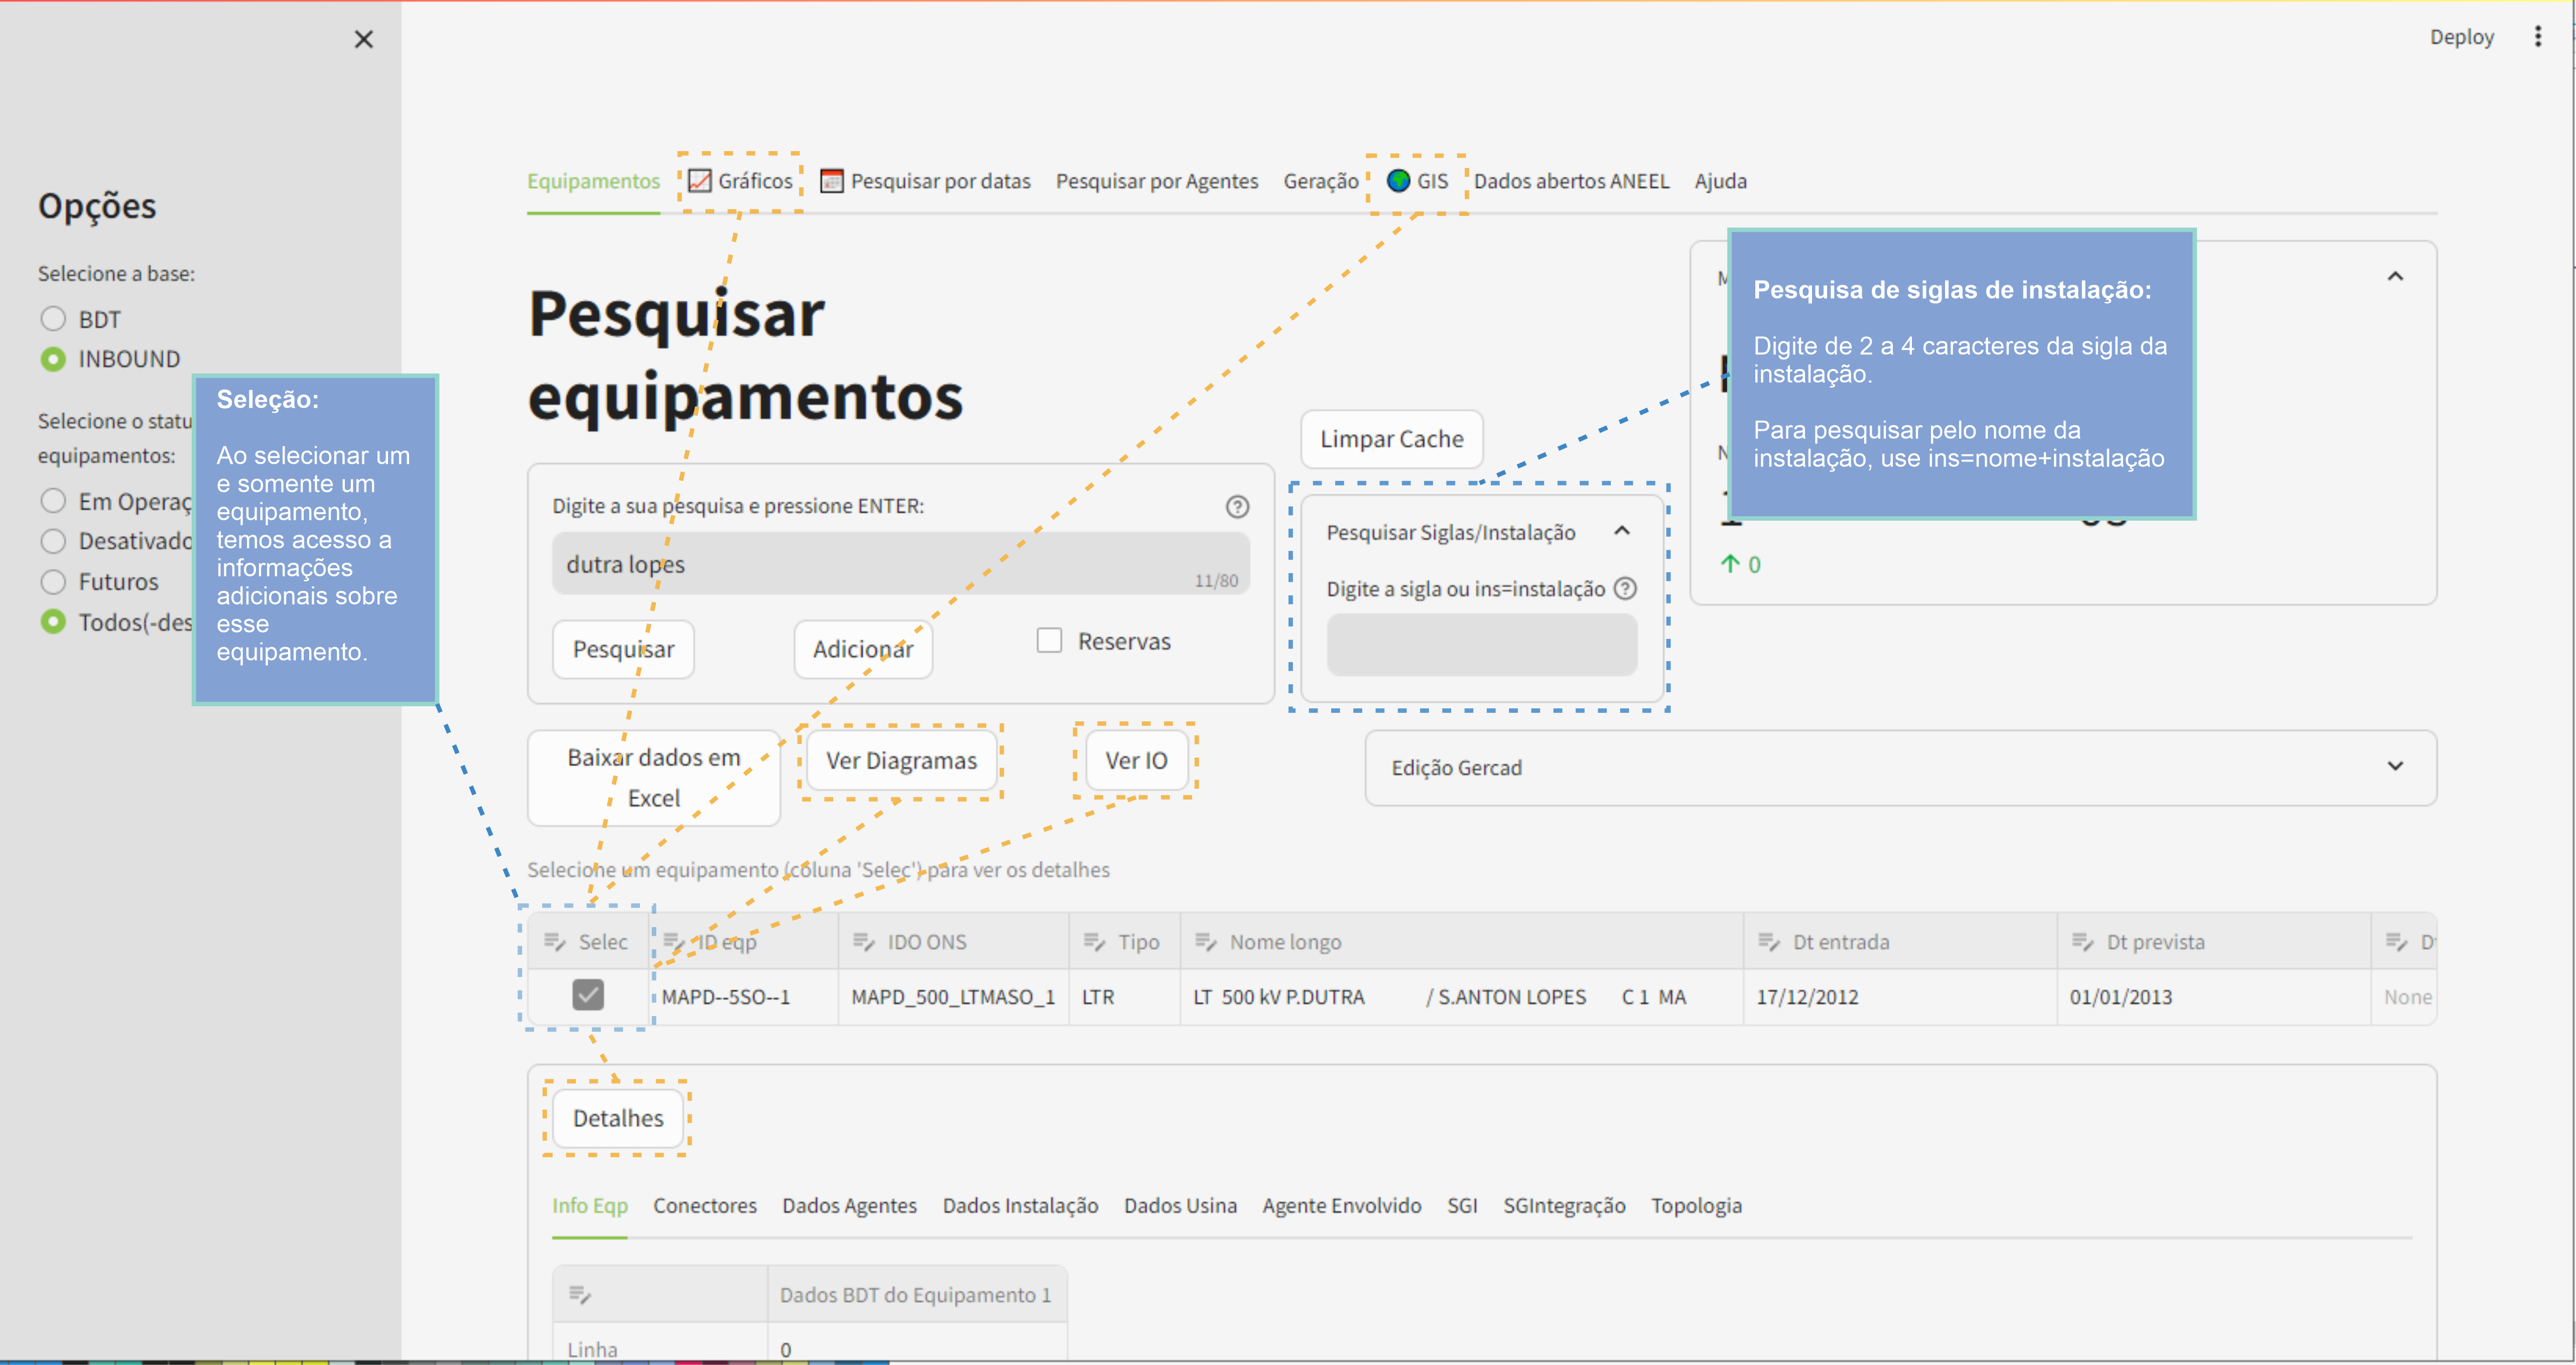 Deploy
Opções
Selecione a base:
BDT
INBOUND
Selecione o statu
equipamentos:
Em Operaç
Desativado
Futuros
Todos(-des
Seleção:
Ao selecionar um
e somente um
equipamento,
temos acesso a
informações
adicionais sobre
esse
equipamento.
Equipamentos Gráficos Pesquisar por datas Pesquisar por Agentes Geração GIS Dados abertos ANEEL Ajuda
Pesquisar
equipamentos
Digite a sua pesquisa e pressione ENTER:
dutra lopes
11/80
Pesquisar Adicionar Reservas
Limpar Cache
Pesquisar Siglas/Instalação
Digite a sigla ou ins=instalação
Pesquisa de siglas de instalação:
Digite de 2 a 4 caracteres da sigla da
instalação.
Para pesquisar pelo nome da
instalação, use ins=nome+instalação
0
Baixar dados em
Excel
Ver Diagramas Ver IO
Edição Gercad
Selecione um equipamento (coluna 'Selec') para ver os detalhes
Selec ID eqp IDO ONS Tipo Nome longo Dt entrada Dt prevista
MAPD--5SO--1 MAPD_500_LTMASO_1 LTR LT 500 kV P.DUTRA / S.ANTON LOPES C 1 MA 17/12/2012 01/01/2013 None
Detalhes
Info Eqp Conectores Dados Agentes Dados Instalação Dados Usina Agente Envolvido SGI SGIntegração Topologia
Dados BDT do Equipamento 1
Linha 0